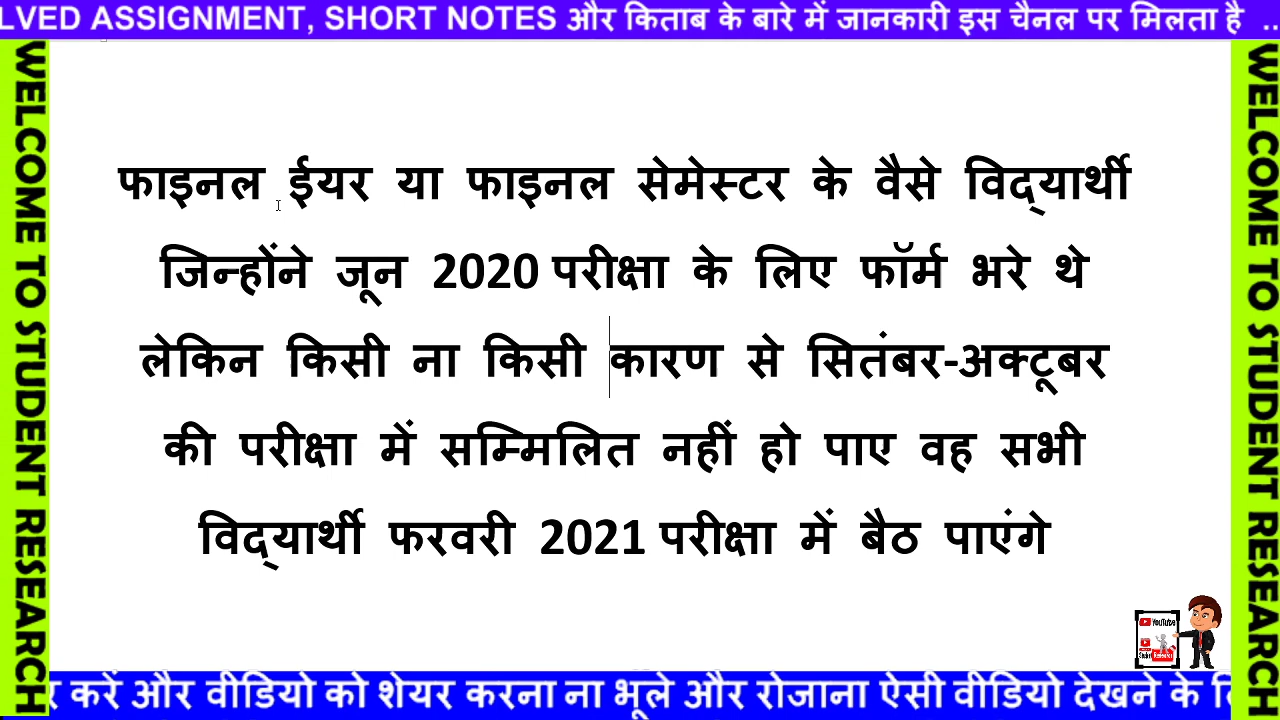 ASSIGNMENT, SHORT NOTES और किताब के बारे में जानकारी इस चैनल पर मिलता है ..
WELCOME TO STUDENT RESEARCH
फाइनल ईयर या फाइनल सेमेस्टर के वैसे विद्यार्थी
जिन्होंने जून 2020 परीक्षा के लिए फॉर्म भरे थे
लेकिन किसी ना किसी कारण से सितंबर-अक्टूबर
की परीक्षा में सम्मिलित नहीं हो पाए वह सभी
विद्यार्थी फरवरी 2021 परीक्षा में बैठ पाएंगे
WELCOME TO STUDENT RESEARCH
YouTube
करें और वीडियो को शेयर करना ना भूले और रोजाना ऐसी वीडियो देखने के